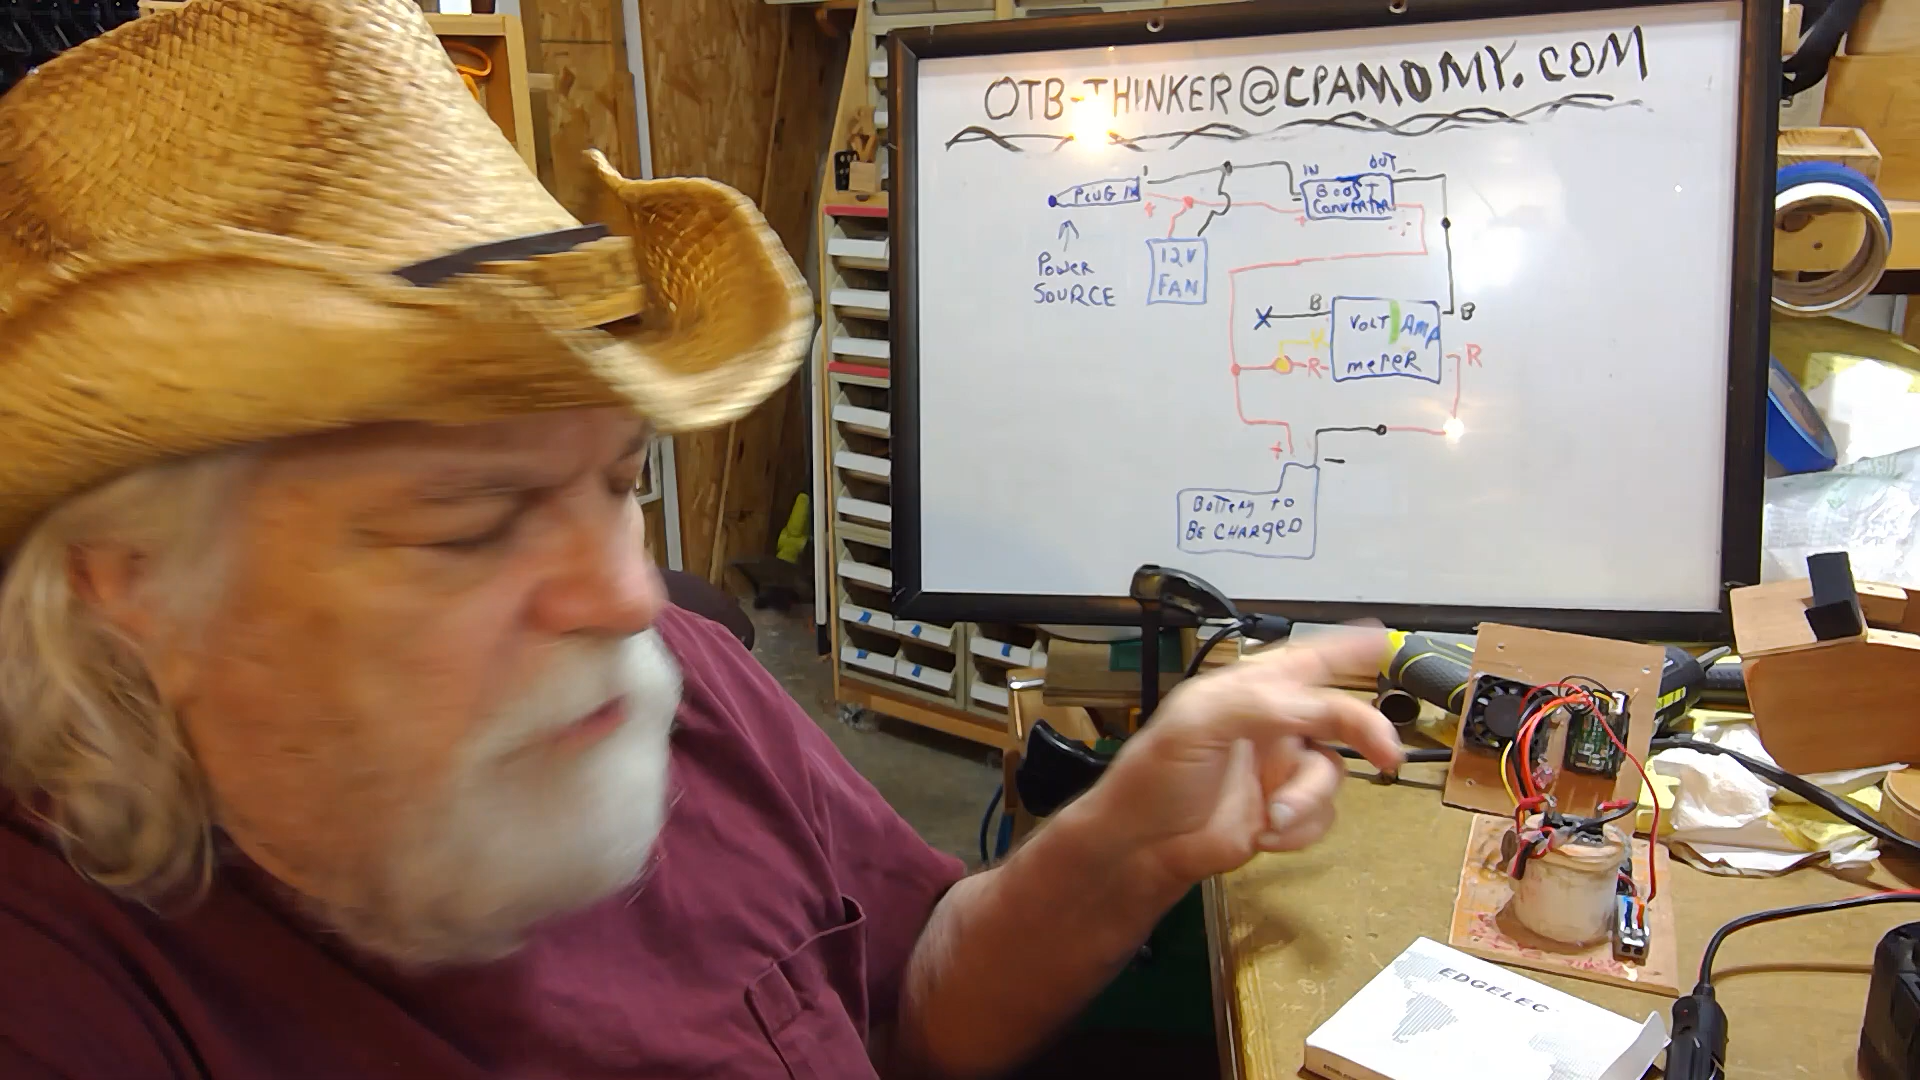 OTB-THINKER@CPAMOMY.COM
PLUG IN
IN
OUT
-
BOOST
CONVERTER
+
+
POWER
SOURCE
12V
FAN
X
B
VOLT AMP
METER
B
Y
R
R
+
-
BATTERY TO
BE CHARGED
EDGELEC